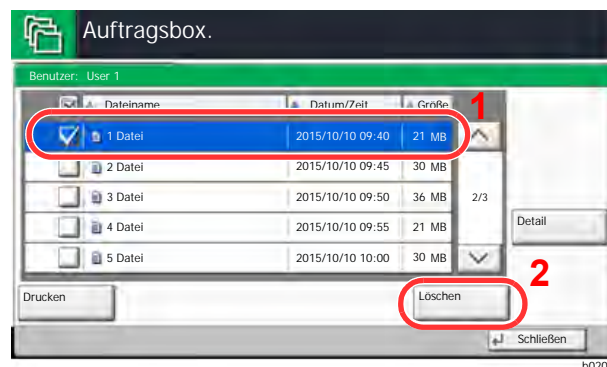 Auftragsbox.
Benutzer: User 1
Dateiname Datum/Zeit Größe 1
1 Datei 2015/10/10 09:40 21 MB
2 Datei 2015/10/10 09:45 30 MB
3 Datei 2015/10/10 09:50 36 MB 2/3
4 Datei 2015/10/10 09:55 21 MB Detail
5 Datei 2015/10/10 10:00 30 MB
2
Drucken Löschen
Schließen
b020